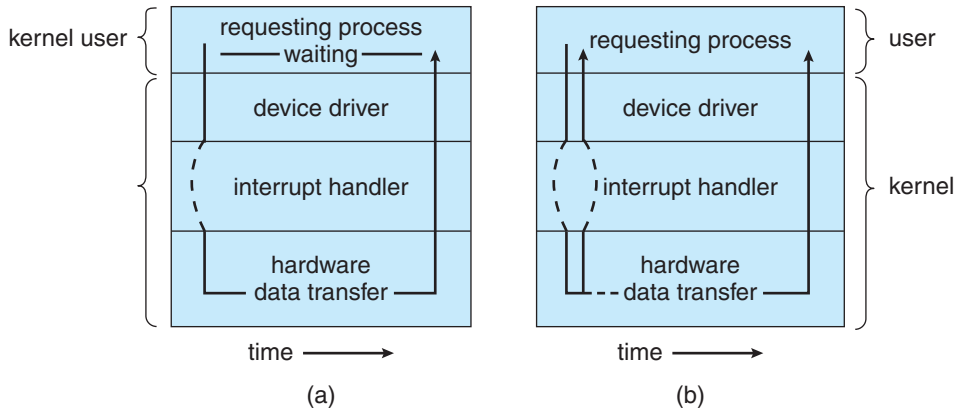 kernel user
requesting process
waiting
device driver
interrupt handler
hardware
data transfer
time
(a)
requesting process
user
device driver
interrupt handler
kernel
hardware
data transfer
time
(b)